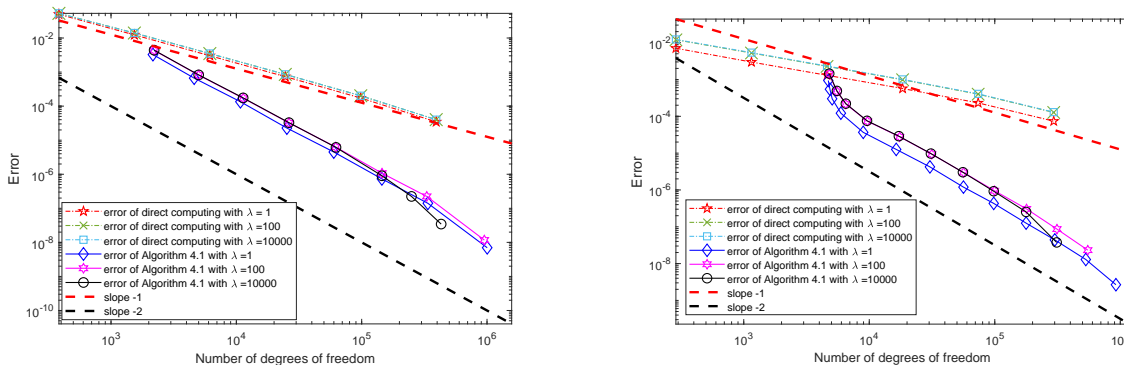 10^-2
10^-4
10^-6
10^-8
10^-10
Error
10^3
10^4
10^5
10^6
Number of degrees of freedom
error of direct computing with λ = 1
error of direct computing with λ =100
error of direct computing with λ =10000
error of Algorithm 4.1 with λ =1
error of Algorithm 4.1 with λ =100
error of Algorithm 4.1 with λ =10000
slope -1
slope -2
10^-2
10^-4
10^-6
10^-8
Error
10^3
10^4
10^5
Number of degrees of freedom
error of direct computing with λ = 1
error of direct computing with λ =100
error of direct computing with λ =10000
error of Algorithm 4.1 with λ =1
error of Algorithm 4.1 with λ =100
error of Algorithm 4.1 with λ =10000
slope -1
slope -2